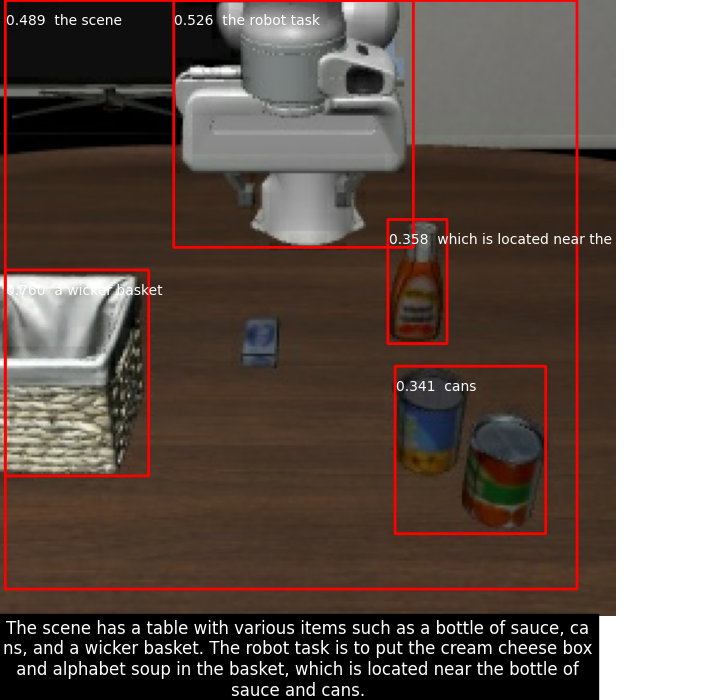 0.489 the scene
0.526 the robot task
0.358 which is located near the
0.760 a wicker basket
0.341 cans
The scene has a table with various items such as a bottle of sauce, ca
ns, and a wicker basket. The robot task is to put the cream cheese box
and alphabet soup in the basket, which is located near the bottle of
sauce and cans.